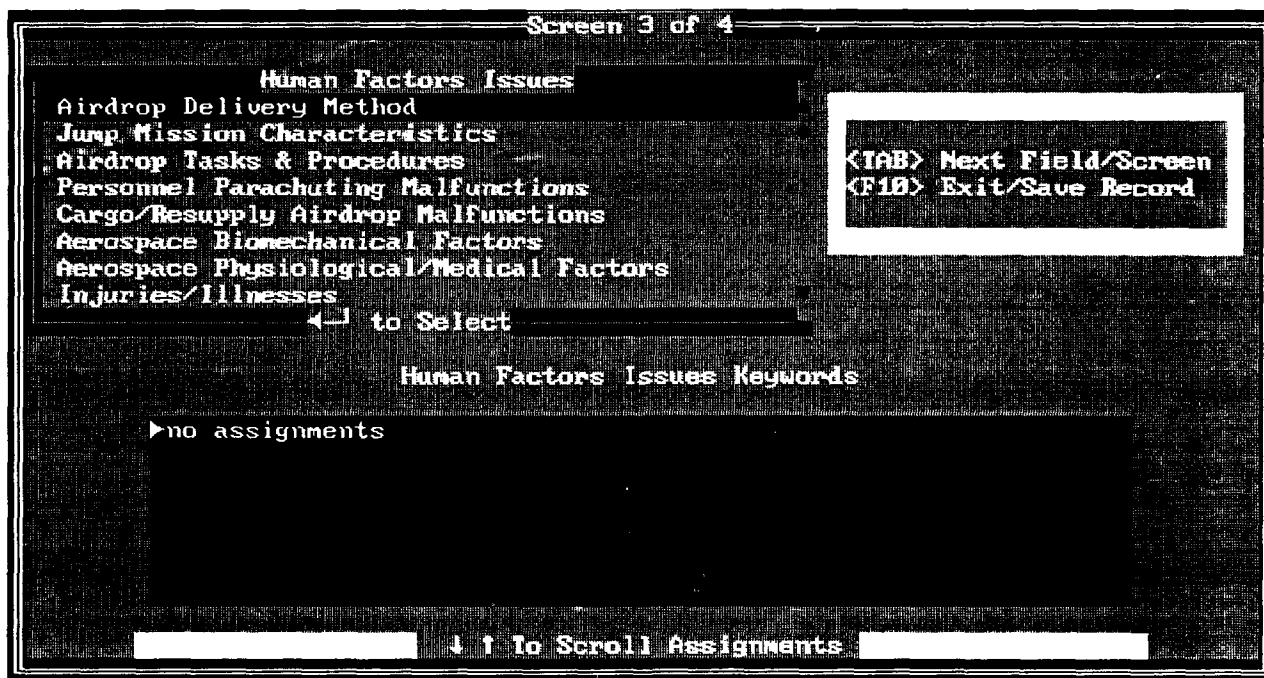 Screen 3 of 4
Human Factors Issues
Airdrop Delivery Method
Jump Mission Characteristics
Airdrop Tasks & Procedures
Personnel Parachuting Malfunctions
Cargo/Resupply Airdrop Malfunctions
Aerospace Biomechanical Factors
Aerospace Physiological/Medical Factors
Injuries/Illnesses
◄┘ to Select
<TAB> Next Field/Screen
<F10> Exit/Save Record
Human Factors Issues Keywords
►no assignments
↓ ↑ To Scroll Assignments